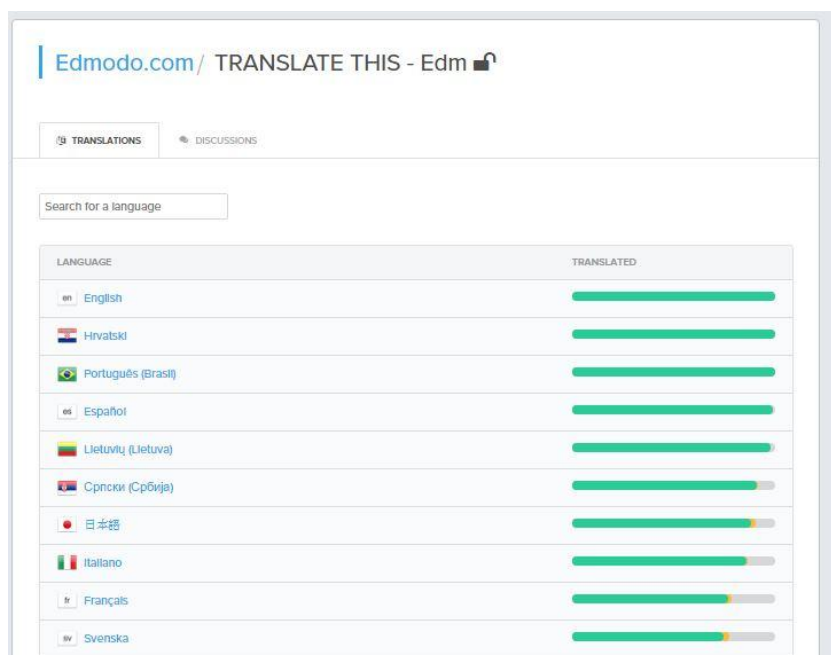 Edmodo.com/ TRANSLATE THIS - Edm
TRANSLATIONS DISCUSSIONS
Search for a language
LANGUAGE TRANSLATED
en English
Hrvatski
Português (Brasil)
es Español
Lietuvių (Lietuva)
Српски (Србија)
日本語
Italiano
fr Français
sv Svenska